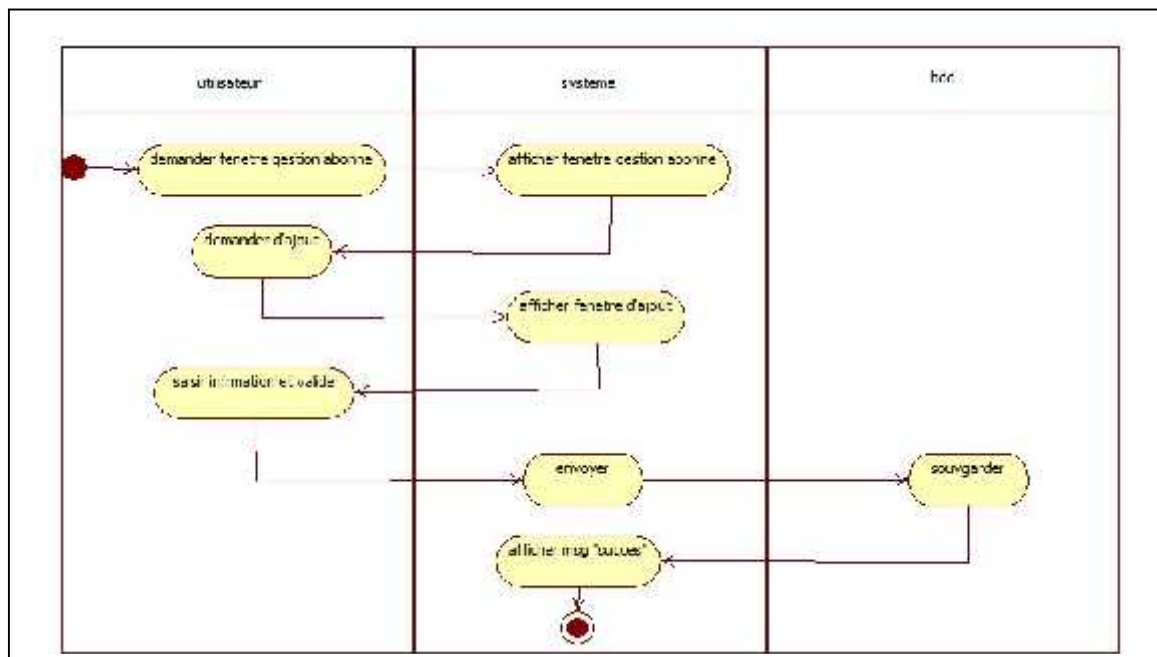 utilisateur
systeme
bdd
demander fenetre gestion abonne
afficher fenetre gestion abonne
demander d'ajout
afficher fenetre d'ajout
saisir infrmation et valide
envoyer
souvgarder
afficher msg "succes"